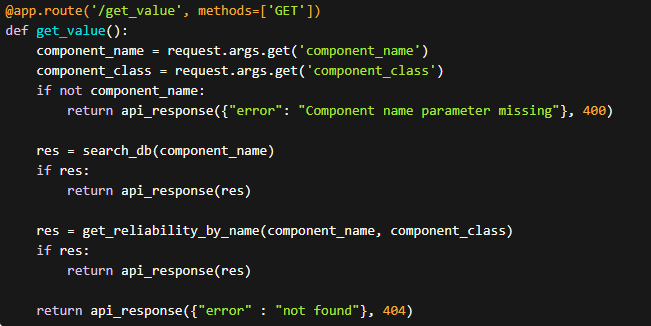 @app.route('/get_value', methods=['GET'])
def get_value():
    component_name = request.args.get('component_name')
    component_class = request.args.get('component_class')
    if not component_name:
        return api_response({"error": "Component name parameter missing"}, 400)

    res = search_db(component_name)
    if res:
        return api_response(res)

    res = get_reliability_by_name(component_name, component_class)
    if res:
        return api_response(res)

    return api_response({"error" : "not found"}, 404)